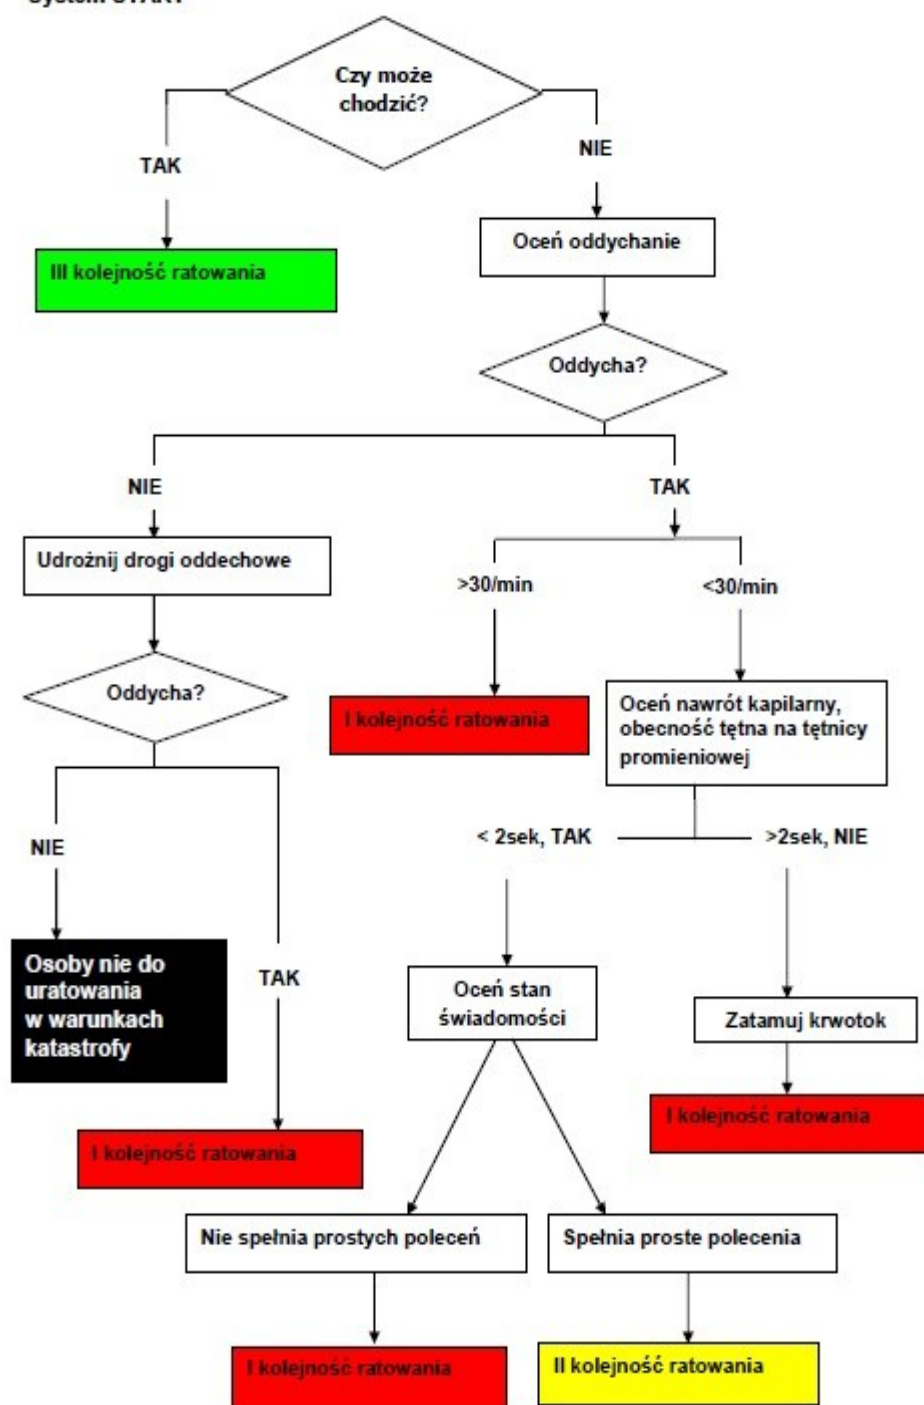 System START
Czy może
chodzić?
TAK
NIE
III kolejność ratowania
Oceń oddychanie
Oddycha?
NIE
TAK
Udrożnij drogi oddechowe
>30/min
<30/min
Oddycha?
I kolejność ratowania
Oceń nawrót kapilarny,
obecność tętna na tętnicy
promieniowej
NIE
TAK
< 2sek, TAK
>2sek, NIE
Osoby nie do
uratowania
w warunkach
katastrofy
Oceń stan
świadomości
Zatamuj krwotok
I kolejność ratowania
I kolejność ratowania
Nie spełnia prostych poleceń
Spełnia proste polecenia
I kolejność ratowania
II kolejność ratowania